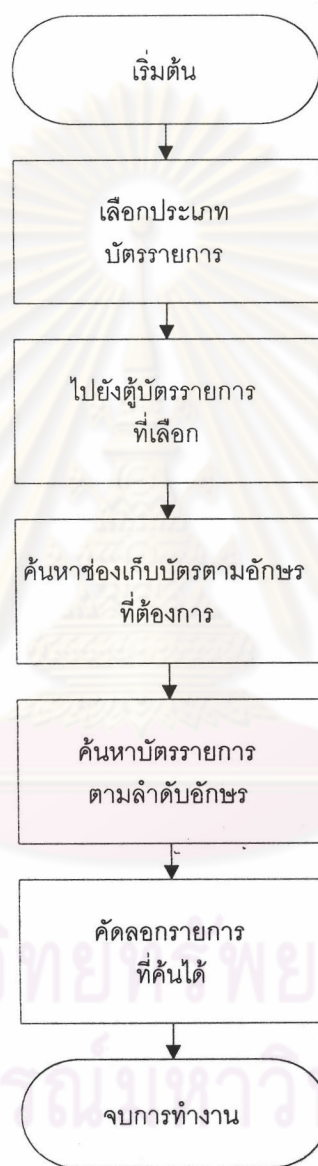 เริ่มต้น
เลือกประเภท
บัตรรายการ
ไปยังตู้บัตรรายการ
ที่เลือก
ค้นหาช่องเก็บบัตรตามอักษร
ที่ต้องการ
ค้นหาบัตรรายการ
ตามลำดับอักษร
คัดลอกรายการ
ที่ค้นได้
จบการทำงาน